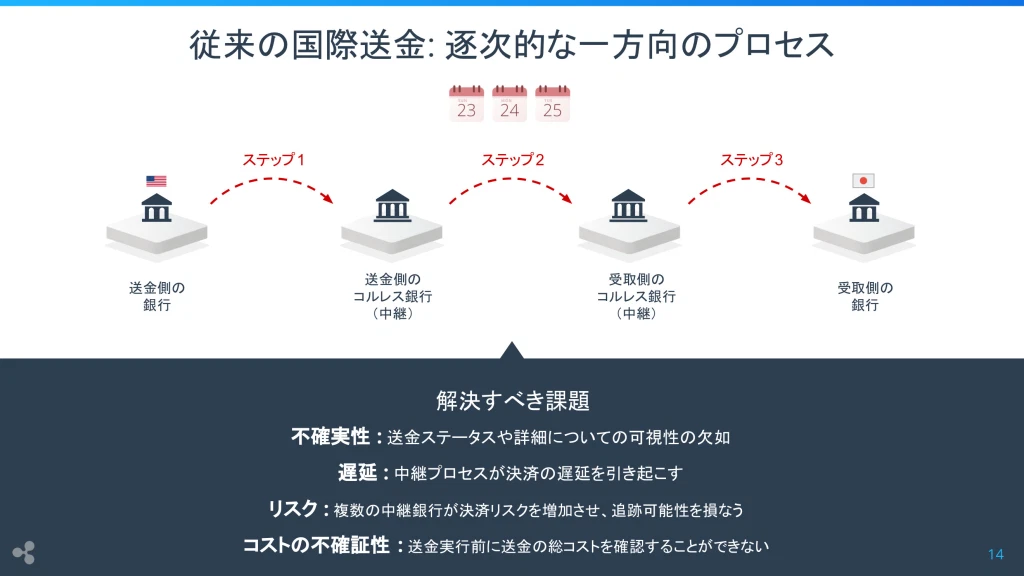 従来の国際送金: 逐次的な一方向のプロセス
23 24 25
ステップ1 ステップ2 ステップ3
送金側の
銀行
送金側の
コルレス銀行
（中継）
受取側の
コルレス銀行
（中継）
受取側の
銀行
解決すべき課題
不確実性 : 送金ステータスや詳細についての可視性の欠如
遅延 : 中継プロセスが決済の遅延を引き起こす
リスク : 複数の中継銀行が決済リスクを増加させ、追跡可能性を損なう
コストの不確証性 : 送金実行前に送金の総コストを確認することができない
14